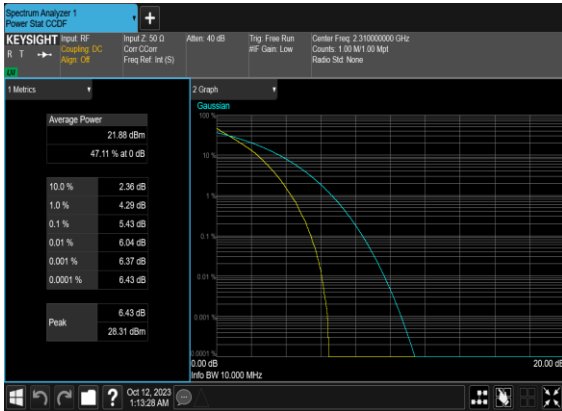 Spectrum Analyzer 1
Power Stat CCDF
+
KEYSIGHT
R T
LXI
Input: RF
Coupling: DC
Align: Off
Input Z: 50 Ω
Corr CCorr
Freq Ref: Int (S)
Atten: 40 dB
Trig: Free Run
#IF Gain: Low
Center Freq: 2.310000000 GHz
Counts: 1.00 M/1.00 Mpt
Radio Std: None
1 Metrics
Average Power
21.88 dBm
47.11 % at 0 dB
10.0 % 2.36 dB
1.0 % 4.29 dB
0.1 % 5.43 dB
0.01 % 6.04 dB
0.001 % 6.37 dB
0.0001 % 6.43 dB
Peak
6.43 dB
28.31 dBm
2 Graph
Gaussian
100 %
10 %
1 %
0.1 %
0.01 %
0.001 %
0.0001 %
0.00 dB
20.00 dB
Info BW 10.000 MHz
?
Oct 12, 2023
1:13:28 AM